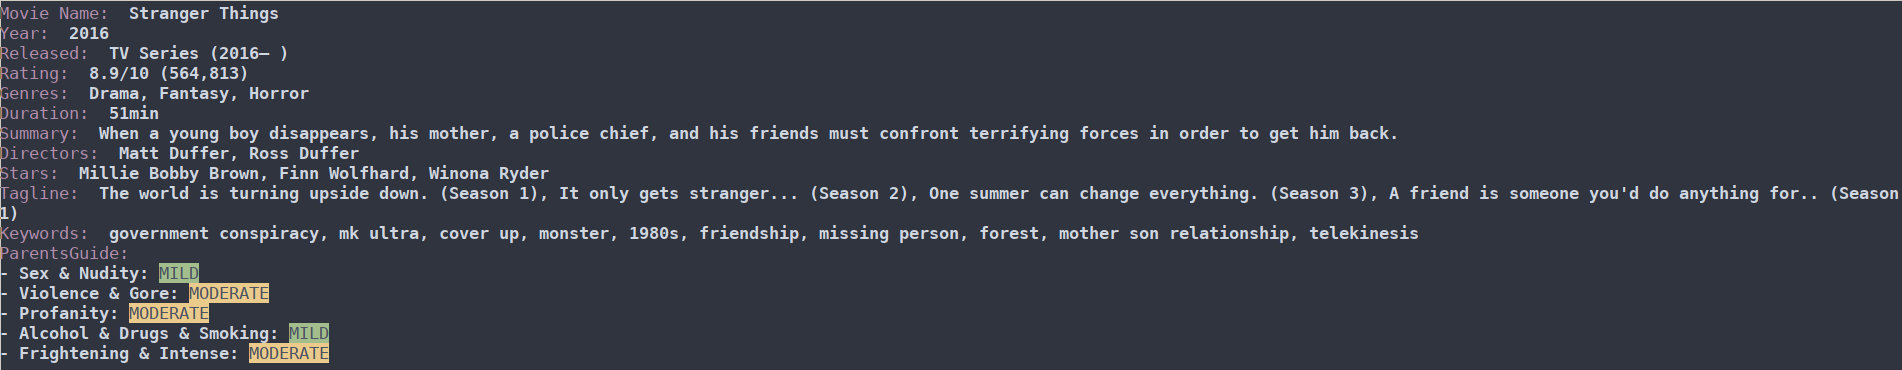 Movie Name:  Stranger Things
Year:  2016
Released:  TV Series (2016– )
Rating:  8.9/10 (564,813)
Genres:  Drama, Fantasy, Horror
Duration:  51min
Summary:  When a young boy disappears, his mother, a police chief, and his friends must confront terrifying forces in order to get him back.
Directors:  Matt Duffer, Ross Duffer
Stars:  Millie Bobby Brown, Finn Wolfhard, Winona Ryder
Tagline:  The world is turning upside down. (Season 1), It only gets stranger... (Season 2), One summer can change everything. (Season 3), A friend is someone you'd do anything for.. (Season
1)
Keywords:  government conspiracy, mk ultra, cover up, monster, 1980s, friendship, missing person, forest, mother son relationship, telekinesis
ParentsGuide:
- Sex & Nudity: MILD
- Violence & Gore: MODERATE
- Profanity: MODERATE
- Alcohol & Drugs & Smoking: MILD
- Frightening & Intense: MODERATE